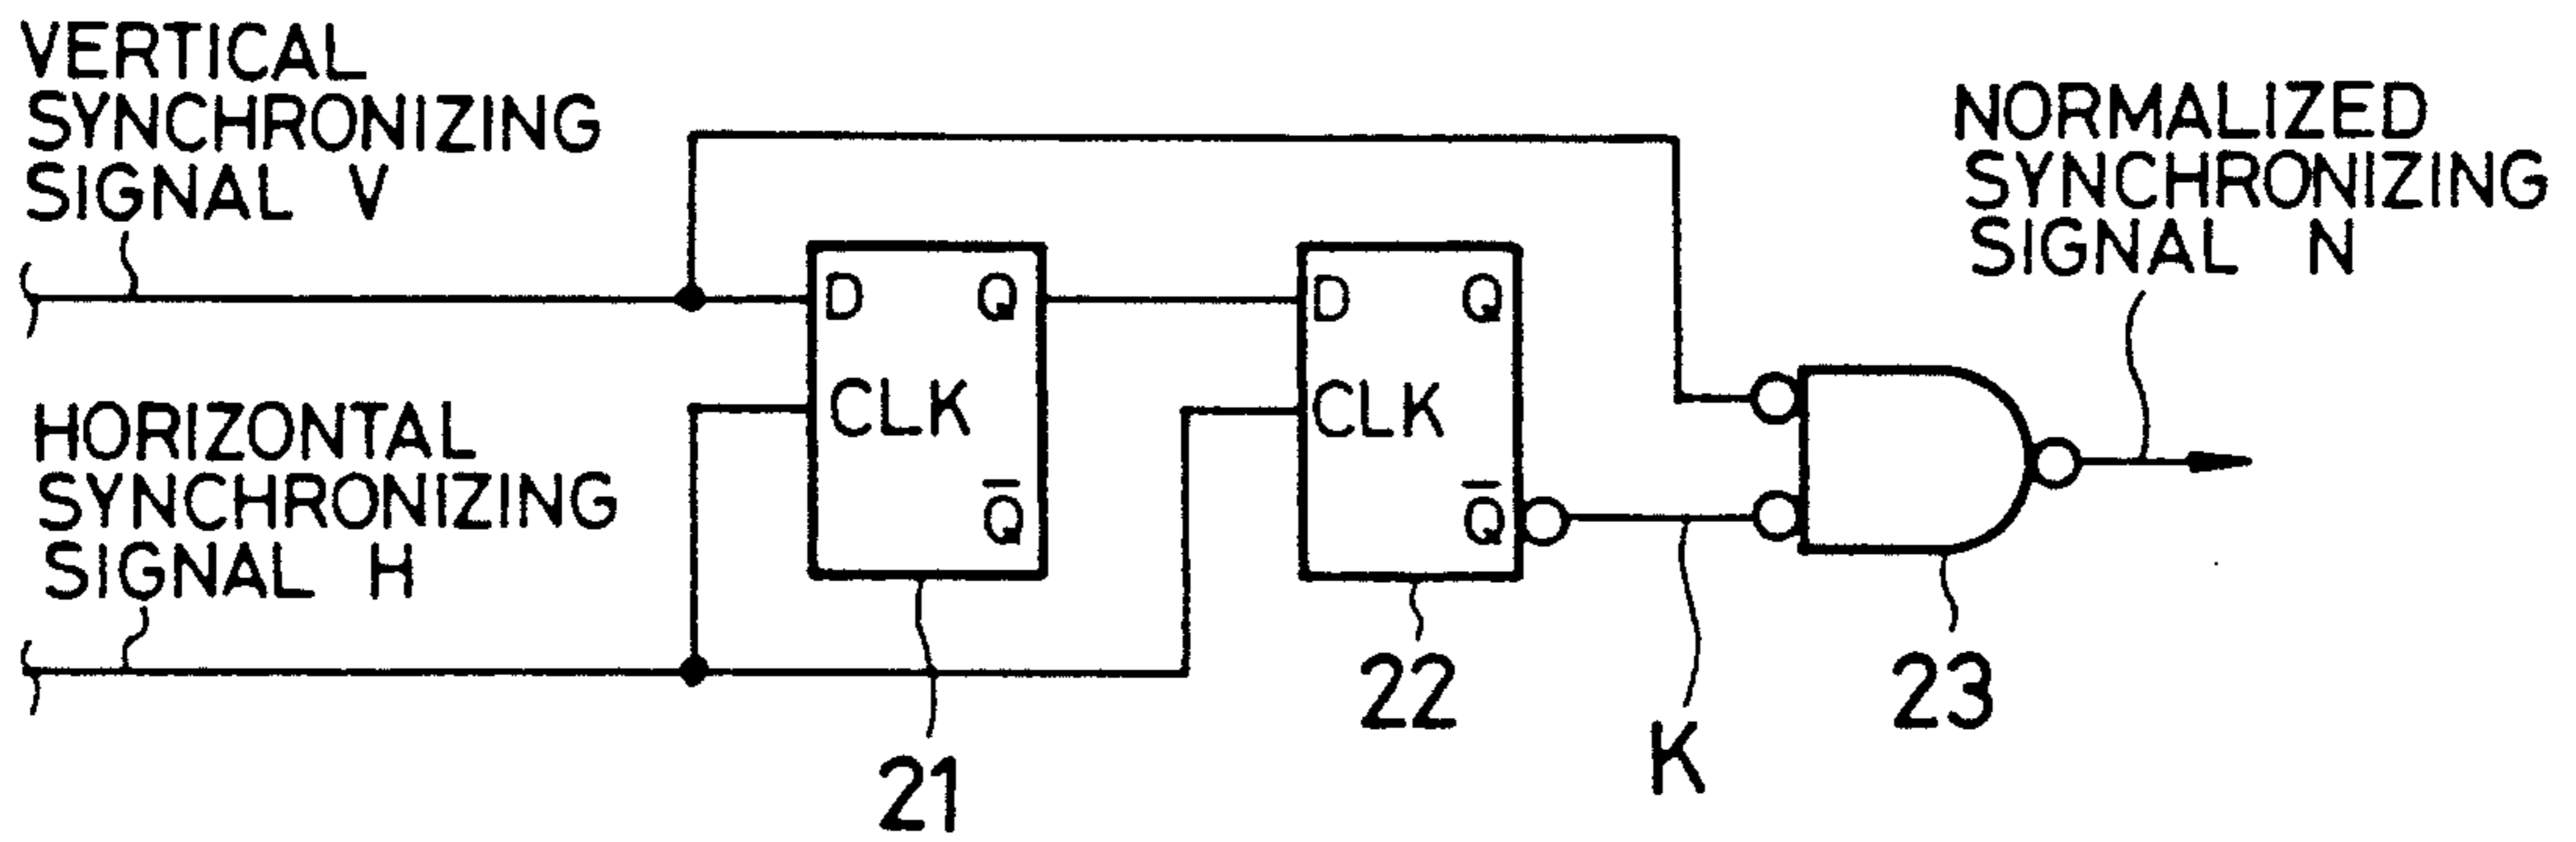 VERTICAL
SYNCHRONIZING
SIGNAL V
NORMALIZED
SYNCHRONIZING
SIGNAL N
D Q
CLK
Q̅
D Q
CLK
Q̅
HORIZONTAL
SYNCHRONIZING
SIGNAL H
21
22
K
23